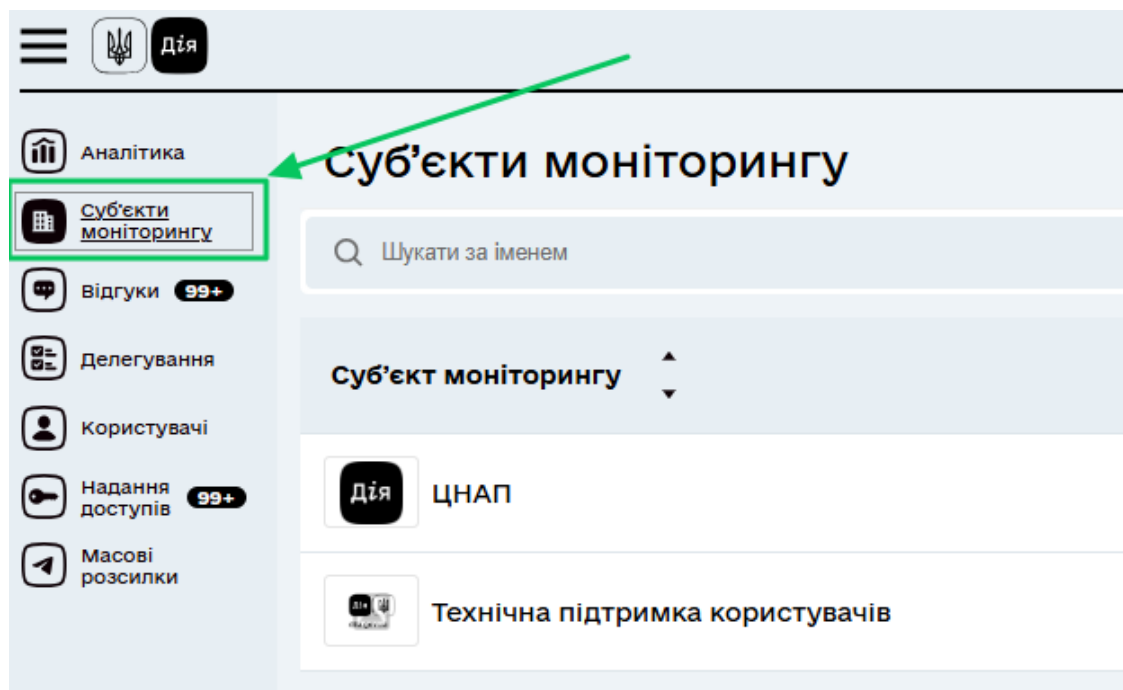 Дія
Аналітика
Суб'єкти
моніторингу
Відгуки 99+
Делегування
Користувачі
Надання
доступів 99+
Масові
розсилки
Суб’єкти моніторингу
Шукати за іменем
Суб’єкт моніторингу
Дія
ЦНАП
Дія
Технічна підтримка користувачів